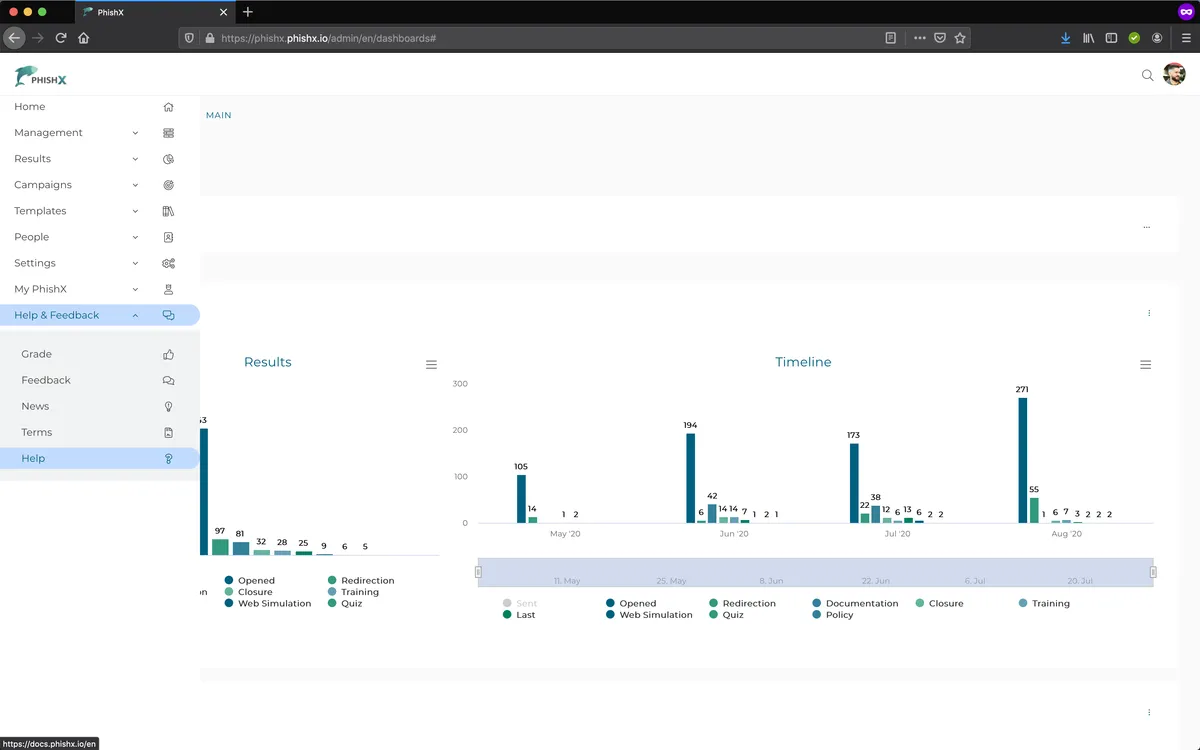 PhishX
https://phishx.phishx.io/admin/en/dashboards#
PHISHX
Home
Management
Results
Campaigns
Templates
People
Settings
My PhishX
Help & Feedback
Grade
Feedback
News
Terms
Help
MAIN
Results
97 81 32 28 25 9 6 5
Opened Redirection
Closure Training
Web Simulation Quiz
Timeline
300
200
100
0
105 14 1 2
194 6 42 14 14 7 1 2 1
173 22 38 12 6 13 6 2 2
271 55 1 6 7 3 2 2 2
May '20 Jun '20 Jul '20 Aug '20
11. May 25. May 8. Jun 22. Jun 6. Jul 20. Jul
Sent Opened Redirection Documentation Closure Training
Last Web Simulation Quiz Policy
https://docs.phishx.io/en